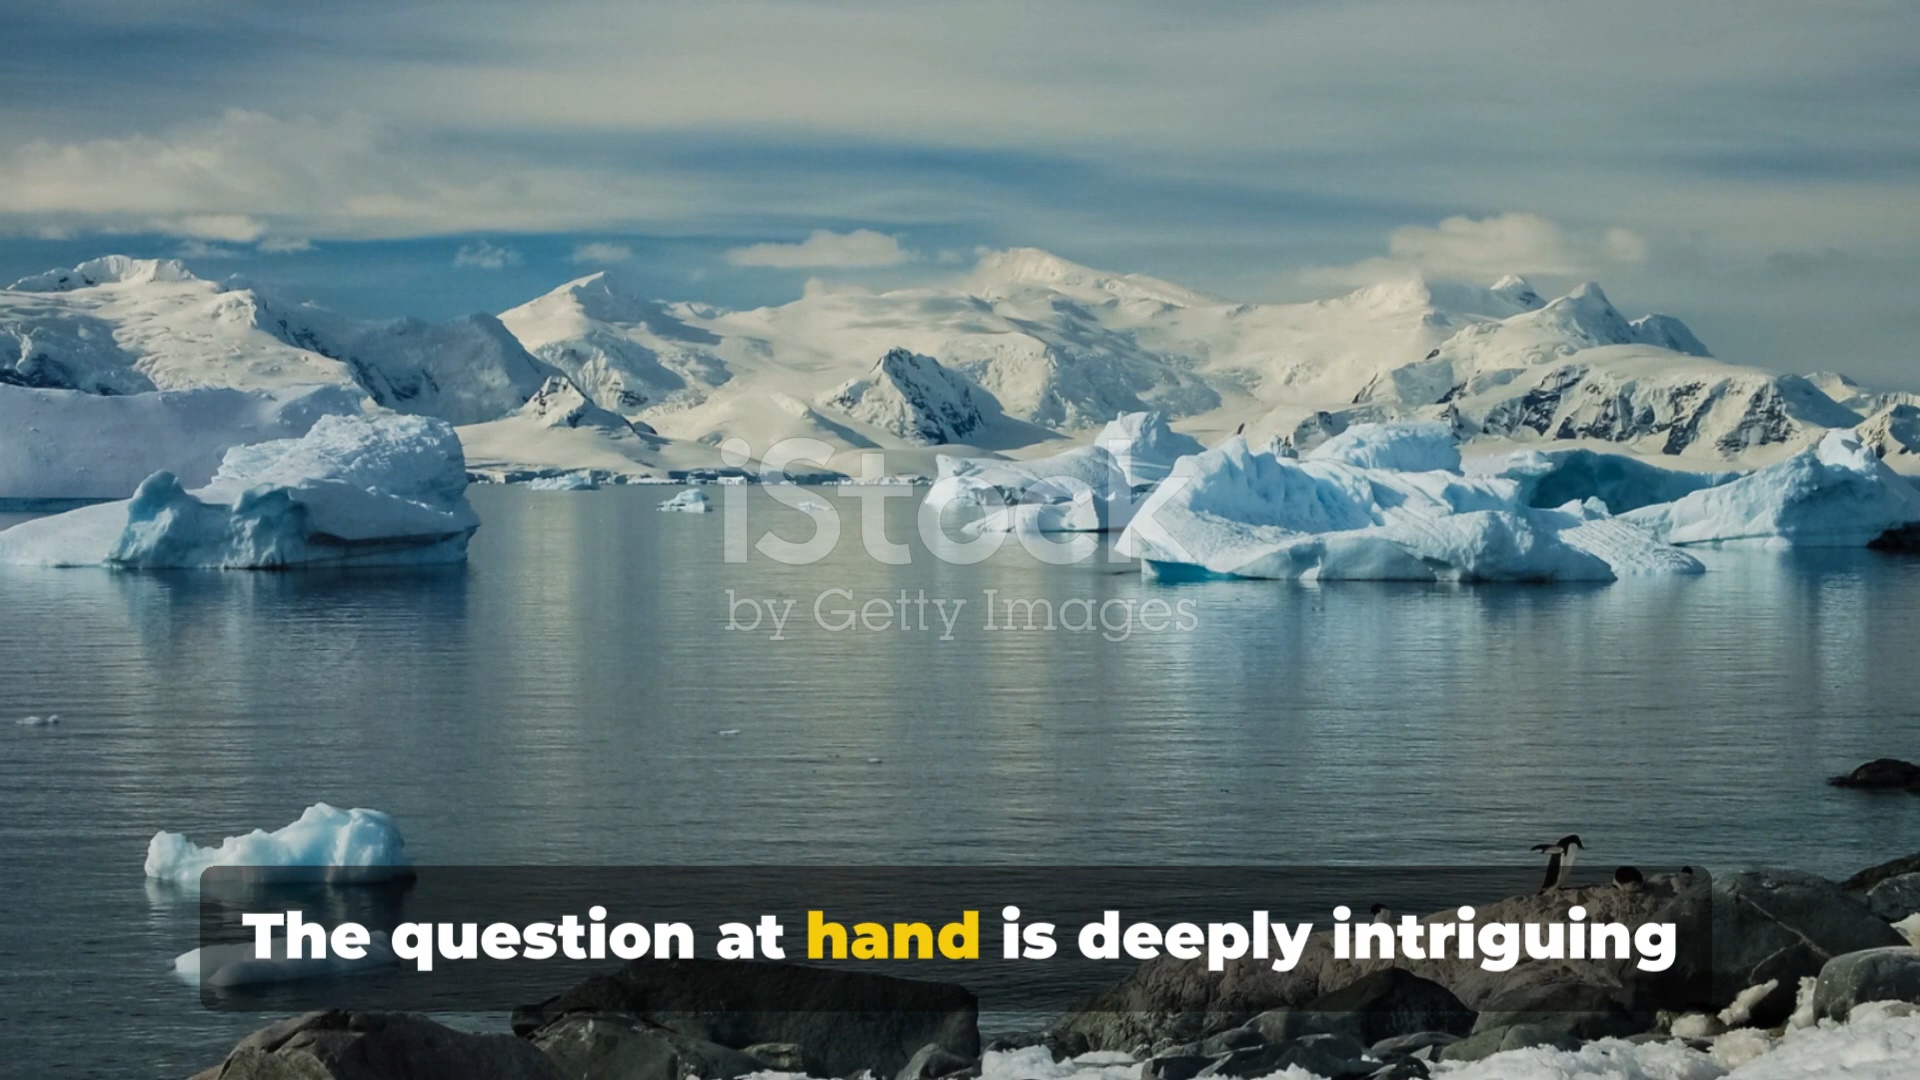 iStock
by Getty Images
The question at hand is deeply intriguing